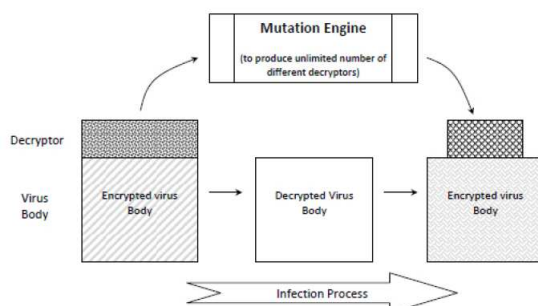 Mutation Engine
(to produce unlimited number of
different decryptors)
Decryptor
Virus
Body
Encrypted virus
Body
Decrypted Virus
Body
Encrypted virus
Body
Infection Process